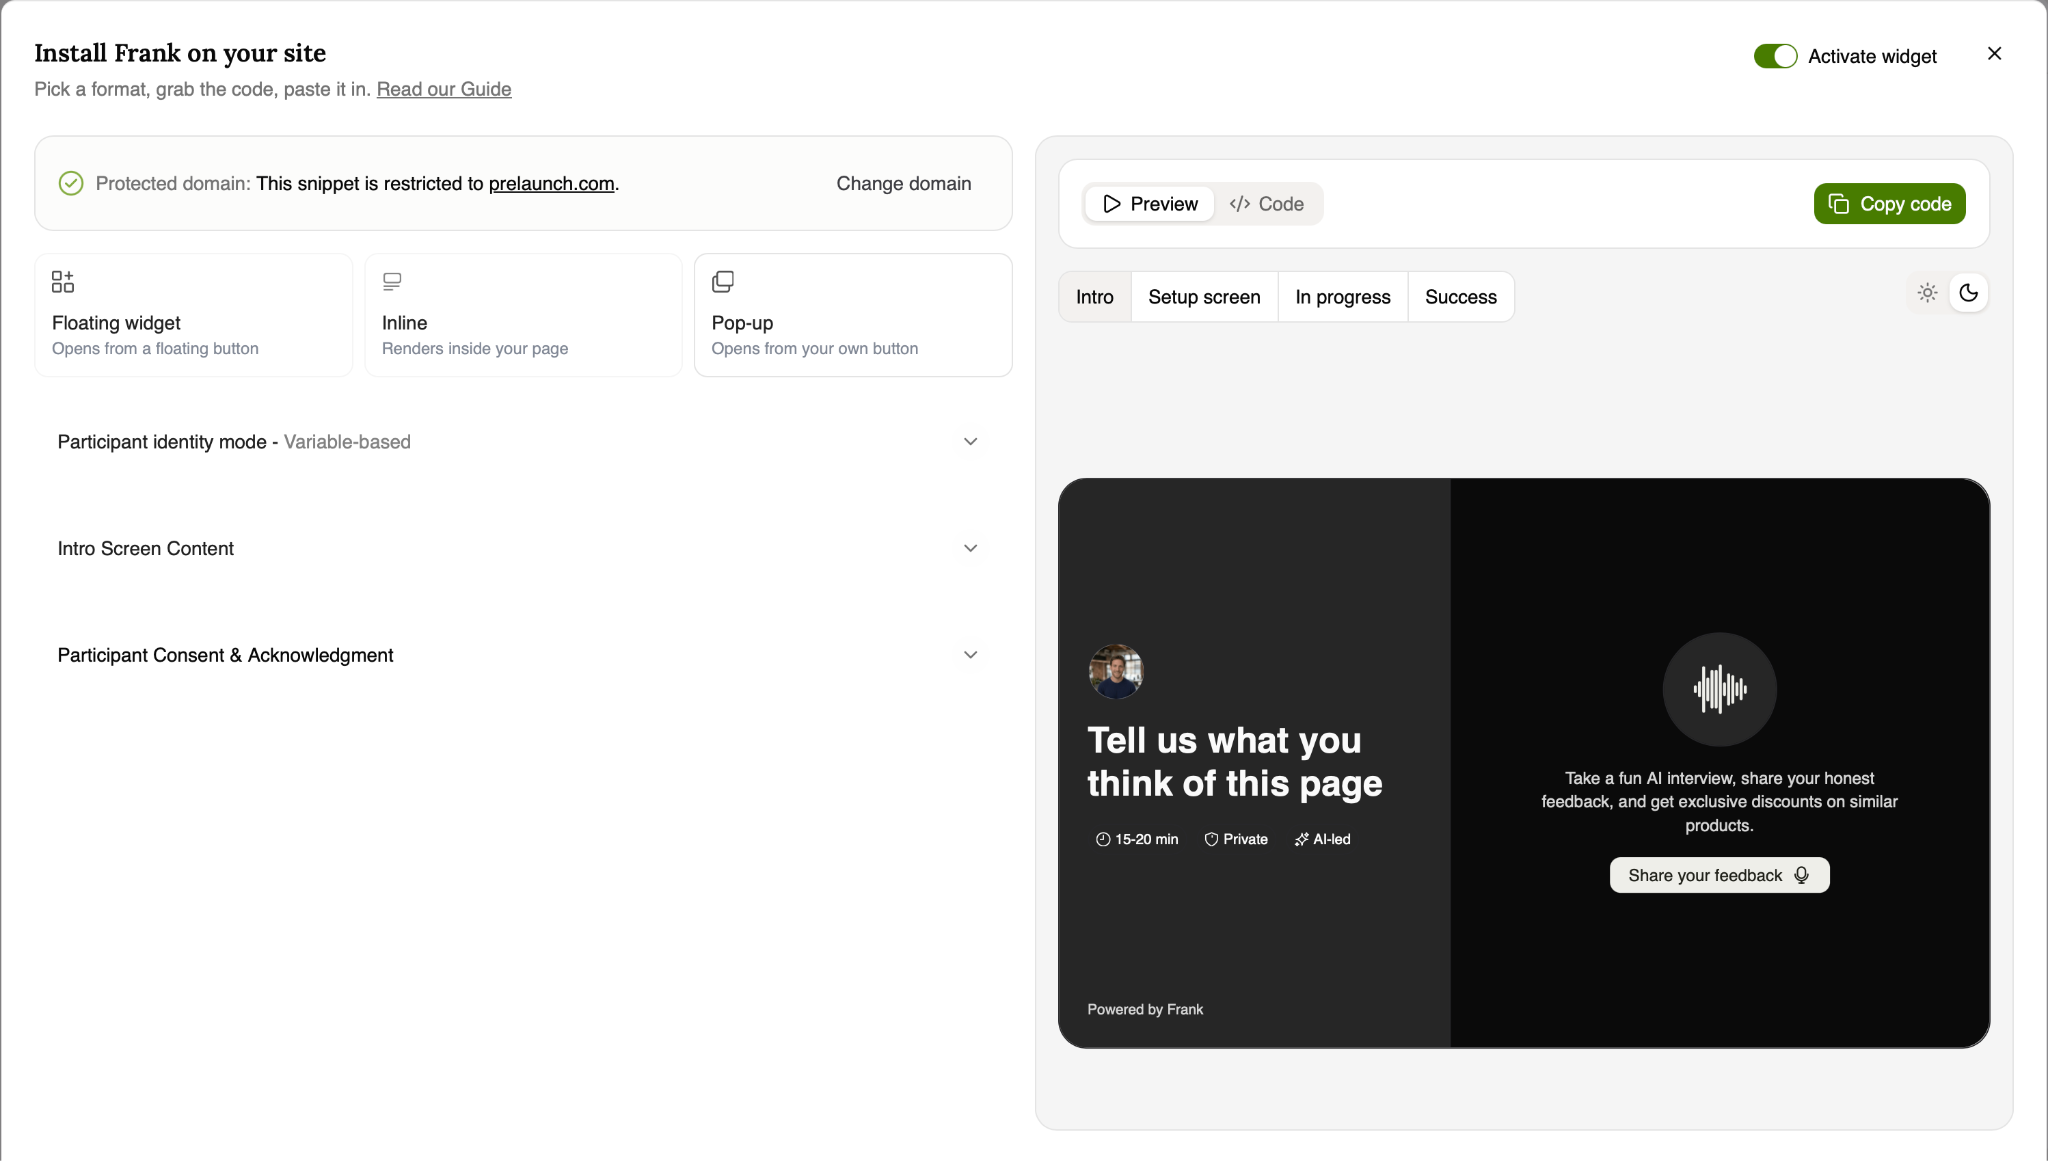 Install Frank on your site
Activate widget
Pick a format, grab the code, paste it in. Read our Guide
Protected domain: This snippet is restricted to prelaunch.com.
Change domain
Floating widget
Opens from a floating button
Inline
Renders inside your page
Pop-up
Opens from your own button
Participant identity mode - Variable-based
Intro Screen Content
Participant Consent & Acknowledgment
Preview
</> Code
Copy code
Intro
Setup screen
In progress
Success
Tell us what you
think of this page
15-20 min
Private
AI-led
Powered by Frank
Take a fun AI interview, share your honest
feedback, and get exclusive discounts on similar
products.
Share your feedback